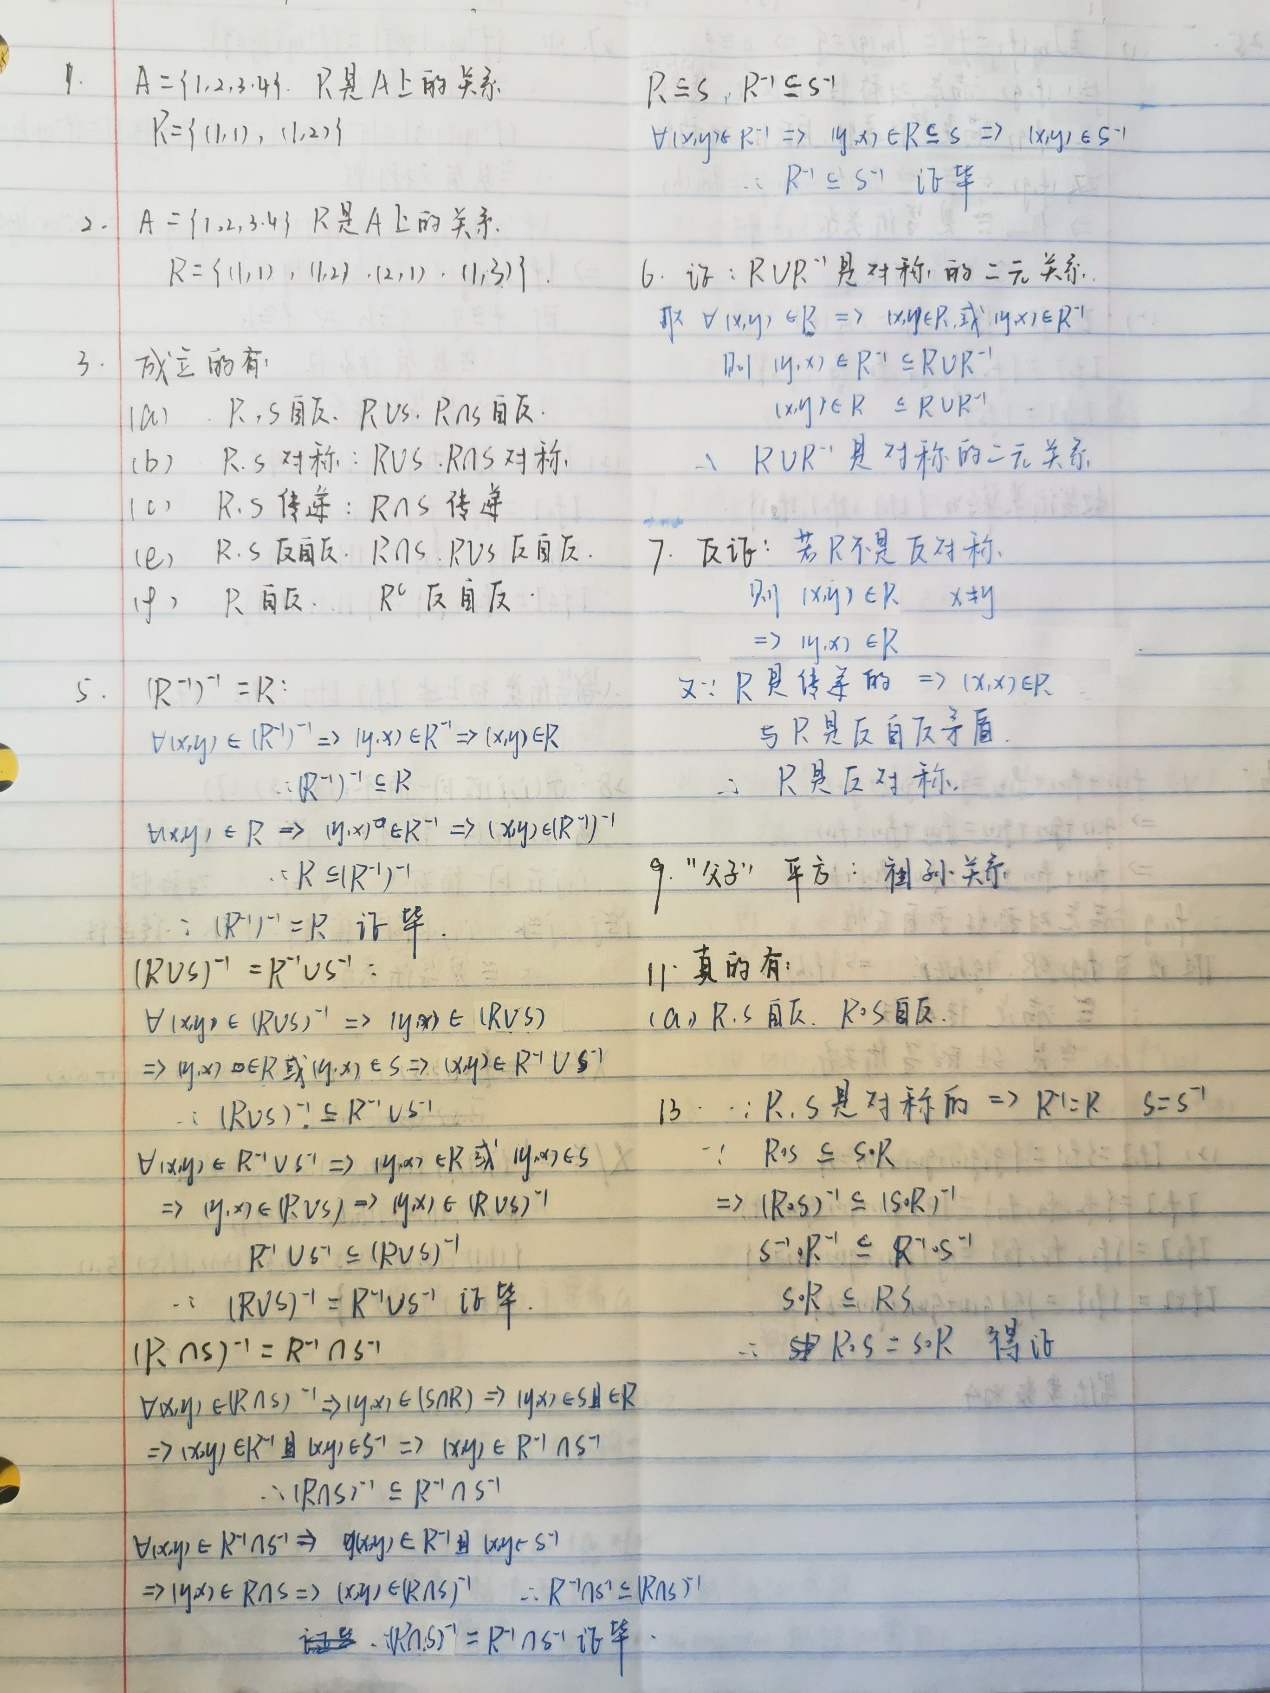 1. A={1,2,3,4}. R是A上的关系
R={(1,1), (1,2)}
2. A={1,2,3,4} R是A上的关系.
R={(1,1), (1,2), (2,1), (1,3)}.
3. 成立的有:
(a) R,S自反. R∪S. R∩S自反.
(b) R.S对称: R∪S.R∩S对称.
(c) R.S传递: R∩S传递
(e) R.S反自反. R∩S.R∪S反自反.
(f) R自反. Rᶜ反自反.
5. (R⁻¹)⁻¹=R:
∀(x,y)∈(R⁻¹)⁻¹=>(y,x)∈R⁻¹=>(x,y)∈R
∴(R⁻¹)⁻¹⊆R
∀(x,y)∈R=>(y,x)∈R⁻¹=>(x,y)∈(R⁻¹)⁻¹
∴R⊆(R⁻¹)⁻¹
∴(R⁻¹)⁻¹=R 证毕.
(R∪S)⁻¹=R⁻¹∪S⁻¹:
∀(x,y)∈(R∪S)⁻¹=>(y,x)∈(R∪S)
=>(y,x)∈R或(y,x)∈S=>(x,y)∈R⁻¹∪S⁻¹
∴(R∪S)⁻¹⊆R⁻¹∪S⁻¹
∀(x,y)∈R⁻¹∪S⁻¹=>(y,x)∈R或(y,x)∈S
=>(y,x)∈(R∪S)=>(y,x)∈(R∪S)⁻¹
R⁻¹∪S⁻¹⊆(R∪S)⁻¹
∴(R∪S)⁻¹=R⁻¹∪S⁻¹ 证毕.
(R∩S)⁻¹=R⁻¹∩S⁻¹
∀(x,y)∈(R∩S)⁻¹=>(y,x)∈(S∩R)=>(y,x)∈S且∈R
=>(x,y)∈R⁻¹且(x,y)∈S⁻¹=>(x,y)∈R⁻¹∩S⁻¹
∴(R∩S)⁻¹⊆R⁻¹∩S⁻¹
∀(x,y)∈R⁻¹∩S⁻¹=>(x,y)∈R⁻¹且(x,y)∈S⁻¹
=>(y,x)∈R∩S=>(x,y)∈(R∩S)⁻¹ ∴R⁻¹∩S⁻¹⊆(R∩S)⁻¹
∴(R∩S)⁻¹=R⁻¹∩S⁻¹证毕.
R⊆S, R⁻¹⊆S⁻¹
∀(x,y)∈R⁻¹=>(y,x)∈R⊆S=>(x,y)∈S⁻¹
∴R⁻¹⊆S⁻¹ 证毕
6. 证: R∪R⁻¹是对称的二元关系.
取∀(x,y)∈R=>(x,y)∈R,或(y,x)∈R⁻¹
则(y,x)∈R⁻¹⊆R∪R⁻¹
(x,y)∈R⊆R∪R⁻¹
∴R∪R⁻¹是对称的二元关系
7. 反证: 若R不是反对称.
则(x,y)∈R x≠y
=>(y,x)∈R
又∵R是传递的=>(x,x)∈R
与R是反自反矛盾.
∴R是反对称.
9. "父子"平方: 祖孙关系
11. 真的有:
(a) R.S自反. R∘S自反.
13. ∵R.S是对称的=>R⁻¹=R S=S⁻¹
∵R∘S⊆S∘R
=>(R∘S)⁻¹⊆(S∘R)⁻¹
S⁻¹∘R⁻¹⊆R⁻¹∘S⁻¹
S∘R⊆R∘S
∴R∘S=S∘R 得证